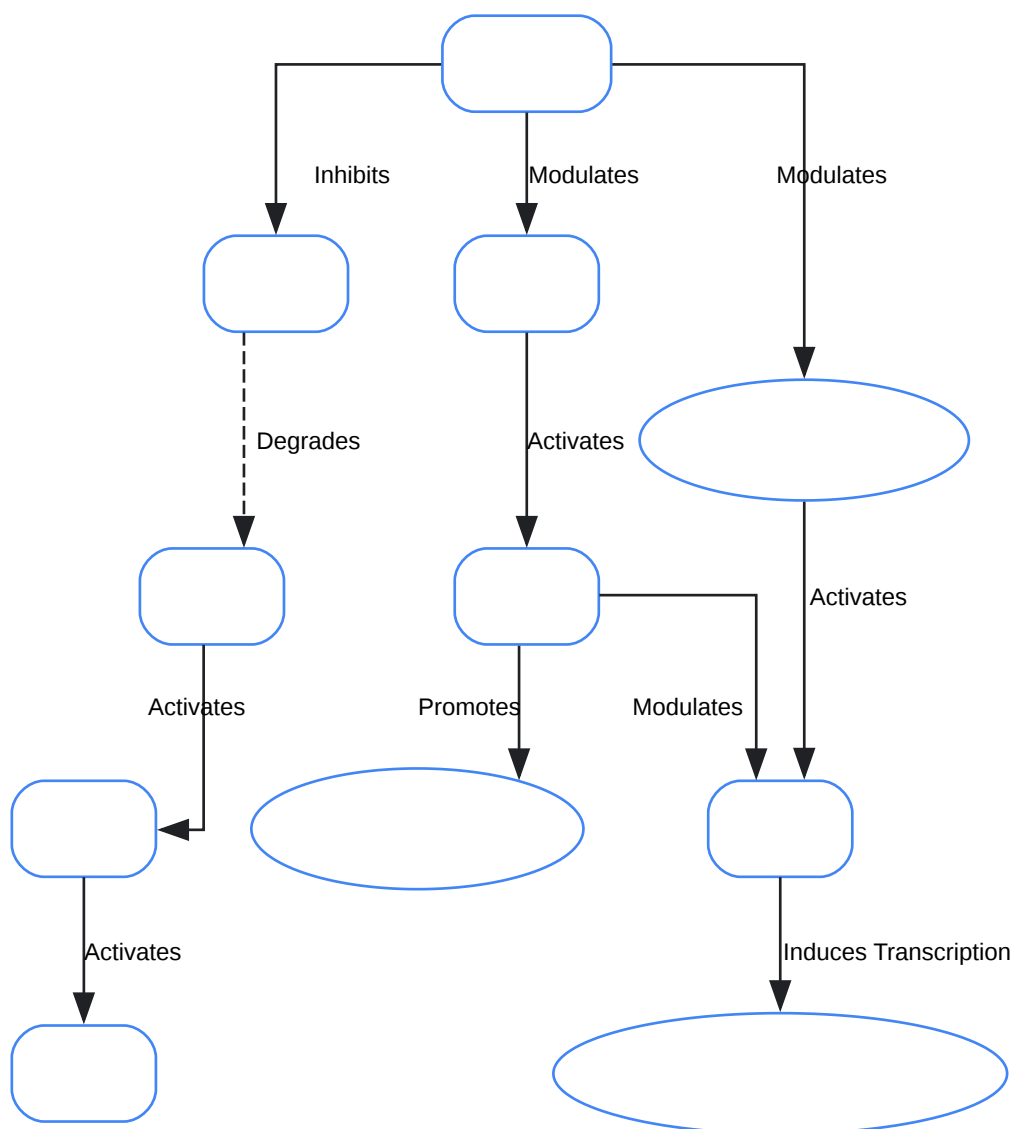 Inhibits
Modulates
Modulates
Degrades
Activates
Activates
Activates
Promotes
Modulates
Activates
Induces Transcription